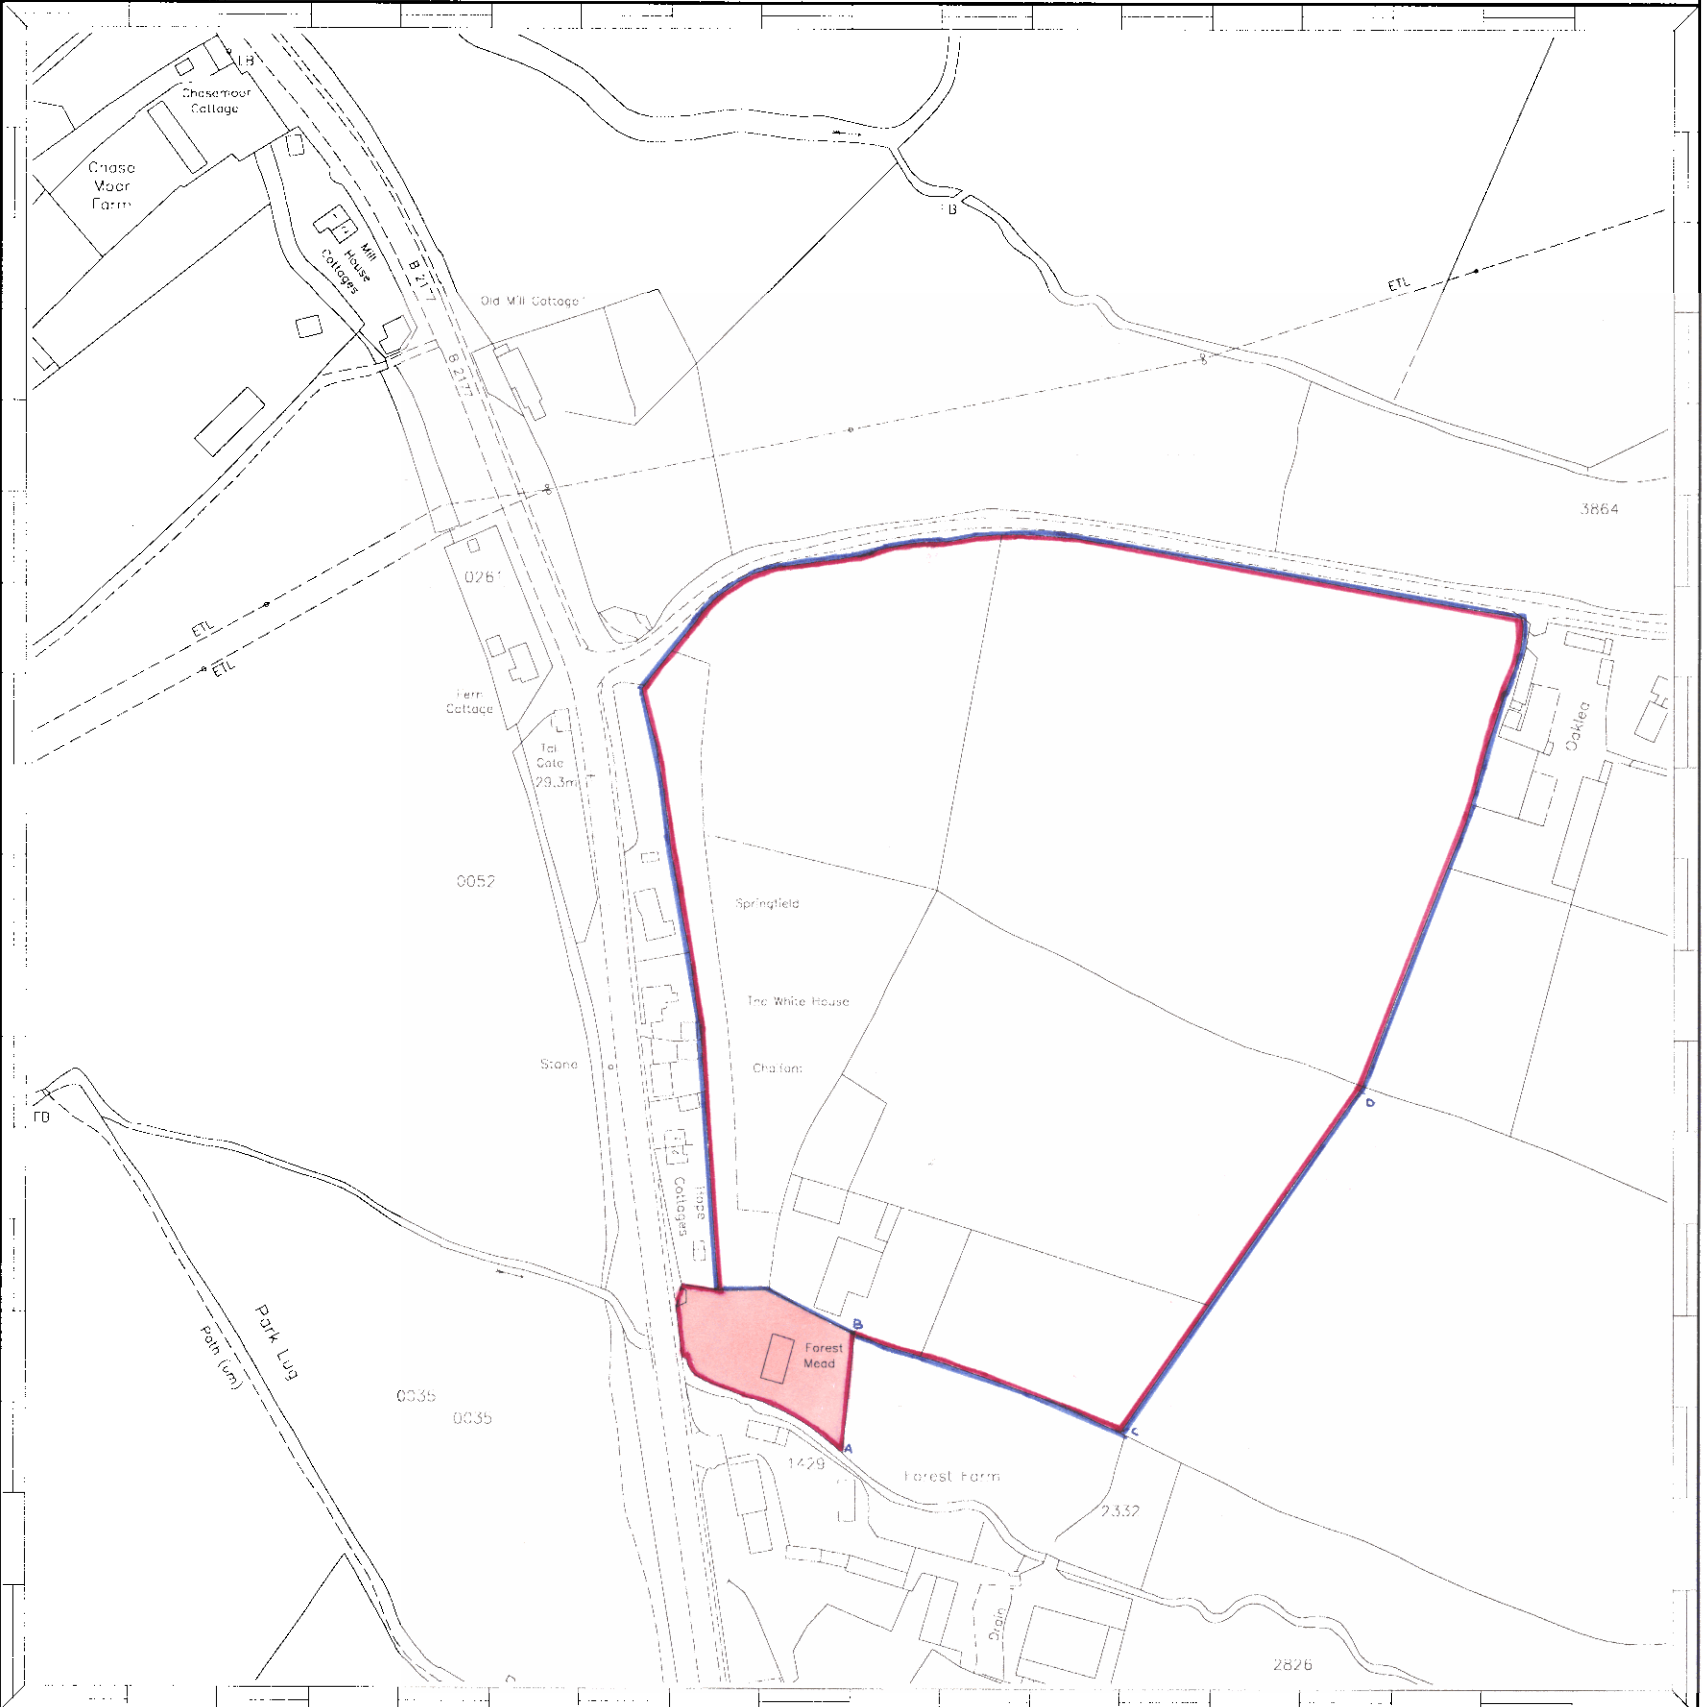 Chasemoor
Cottage
Chase
Moor
Farm
Mill
House
Cottages
B 2177
Old Mill Cottage
B 2177
ETL
3864
0261
ETL
ETL
Fern
Cottage
Tol
Gate
29.3m
Oaklea
0052
Springfield
The White House
Stone
Chalfont
D
FB
Hope
Cottages
Park Lug
Path (um)
B
Forest
Mead
0035
0035
A
C
1429
Forest Farm
2332
Drain
2826